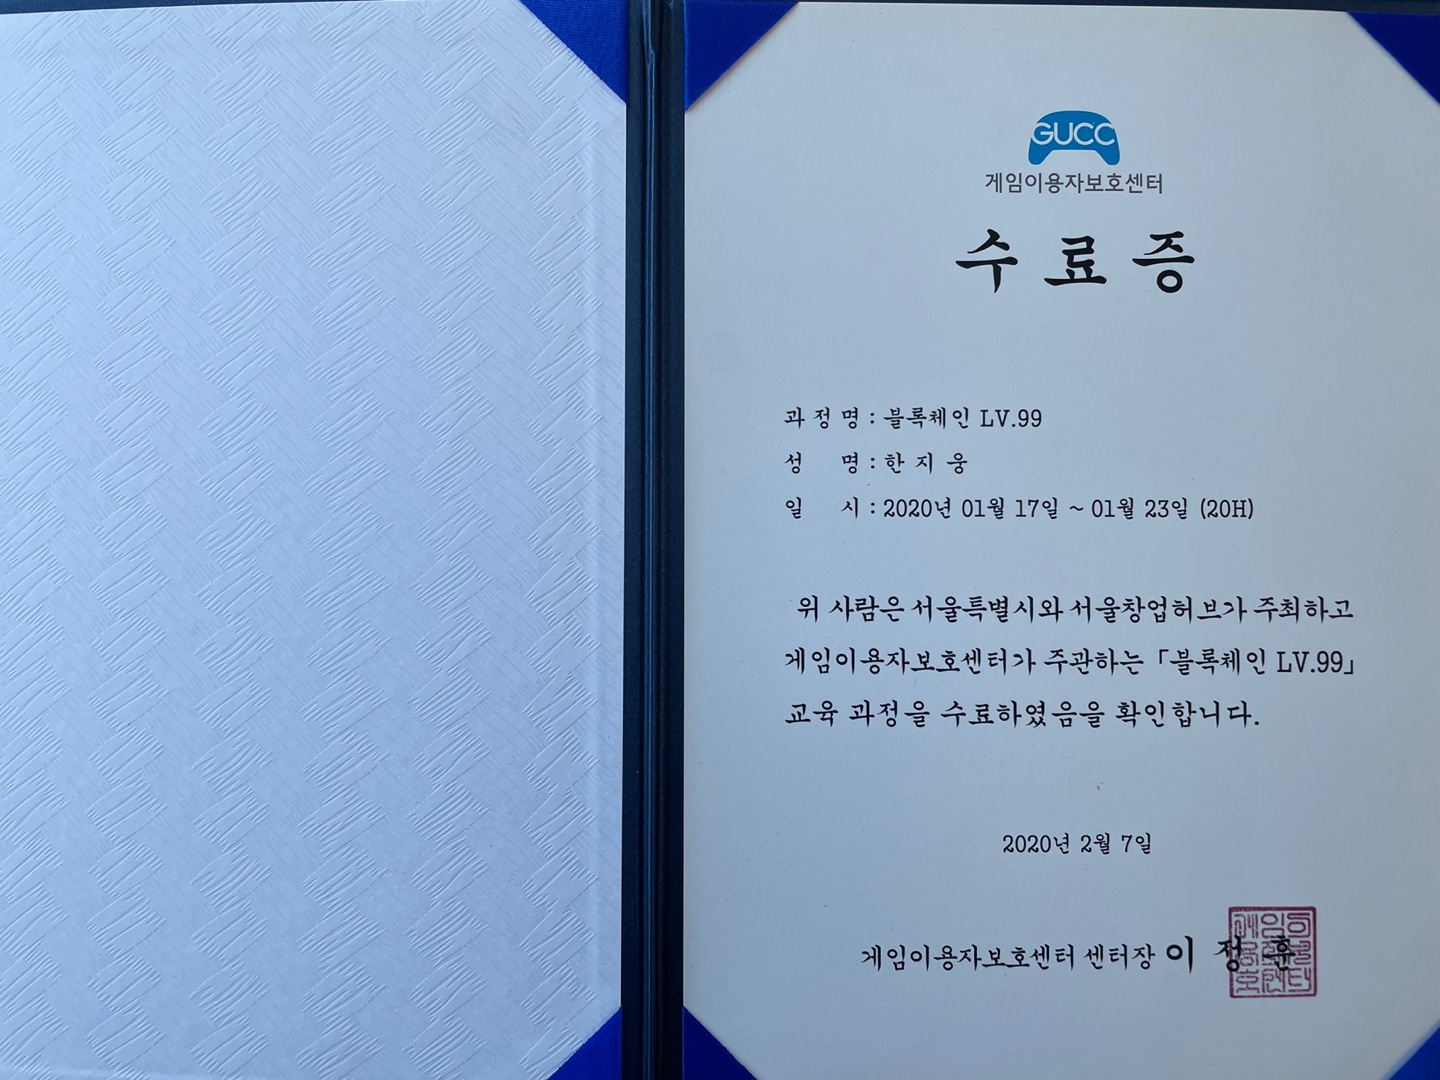 GUCC
게임이용자보호센터
수 료 증
과 정 명 : 블록체인 LV.99
성 명 : 한 지 웅
일 시 : 2020년 01월 17일 ~ 01월 23일 (20H)
위 사람은 서울특별시와 서울창업허브가 주최하고
게임이용자보호센터가 주관하는 「블록체인 LV.99」
교육 과정을 수료하였음을 확인합니다.
2020년 2월 7일
게임이용자보호센터 센터장 이 정 훈